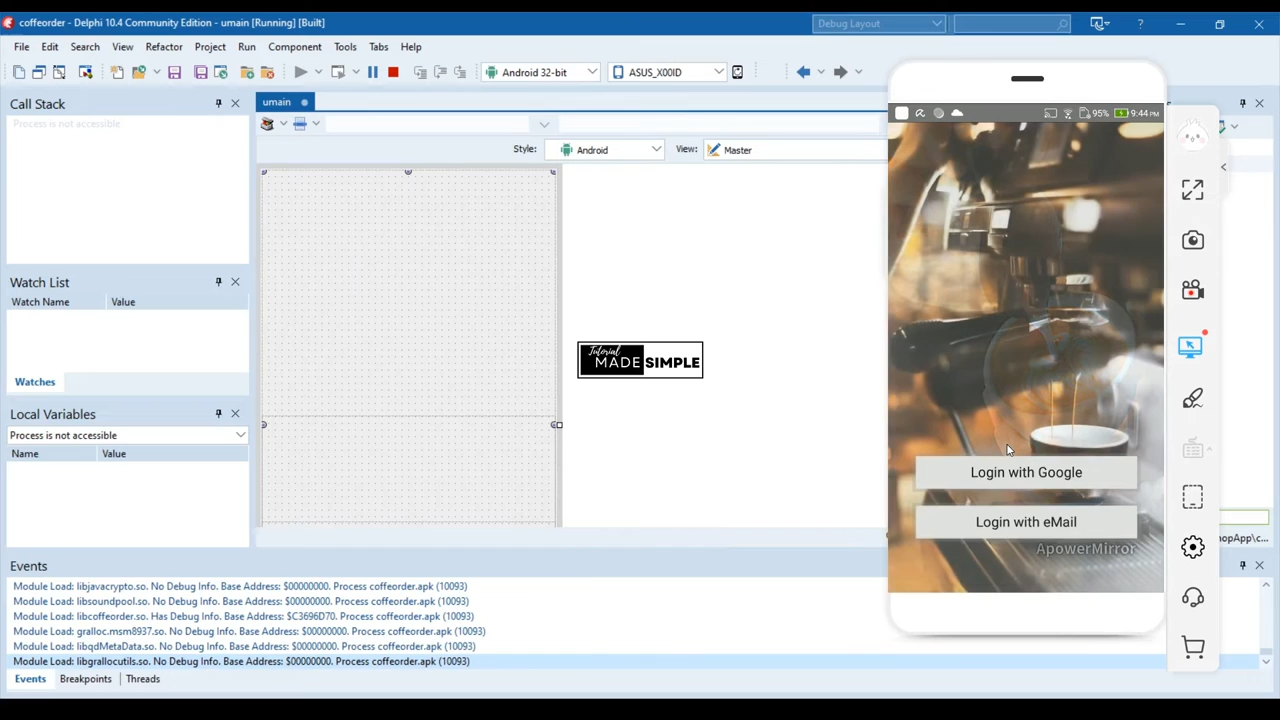 coffeorder - Delphi 10.4 Community Edition - umain [Running] [Built]
Debug Layout
File Edit Search View Refactor Project Run Component Tools Tabs Help
Android 32-bit
ASUS_X00ID
Call Stack
Process is not accessible
umain
Style: Android View: Master
Watch List
Watch Name Value
Watches
Local Variables
Process is not accessible
Name Value
Tutorial
MADE SIMPLE
95% 9:44 PM
Login with Google
Login with eMail
ApowerMirror
hopApp\c...
Events
Module Load: libjavacrypto.so. No Debug Info. Base Address: $00000000. Process coffeorder.apk (10093)
Module Load: libsoundpool.so. No Debug Info. Base Address: $00000000. Process coffeorder.apk (10093)
Module Load: libcoffeorder.so. Has Debug Info. Base Address: $C3696D70. Process coffeorder.apk (10093)
Module Load: gralloc.msm8937.so. No Debug Info. Base Address: $00000000. Process coffeorder.apk (10093)
Module Load: libqdMetaData.so. No Debug Info. Base Address: $00000000. Process coffeorder.apk (10093)
Module Load: libgrallocutils.so. No Debug Info. Base Address: $00000000. Process coffeorder.apk (10093)
Events Breakpoints Threads